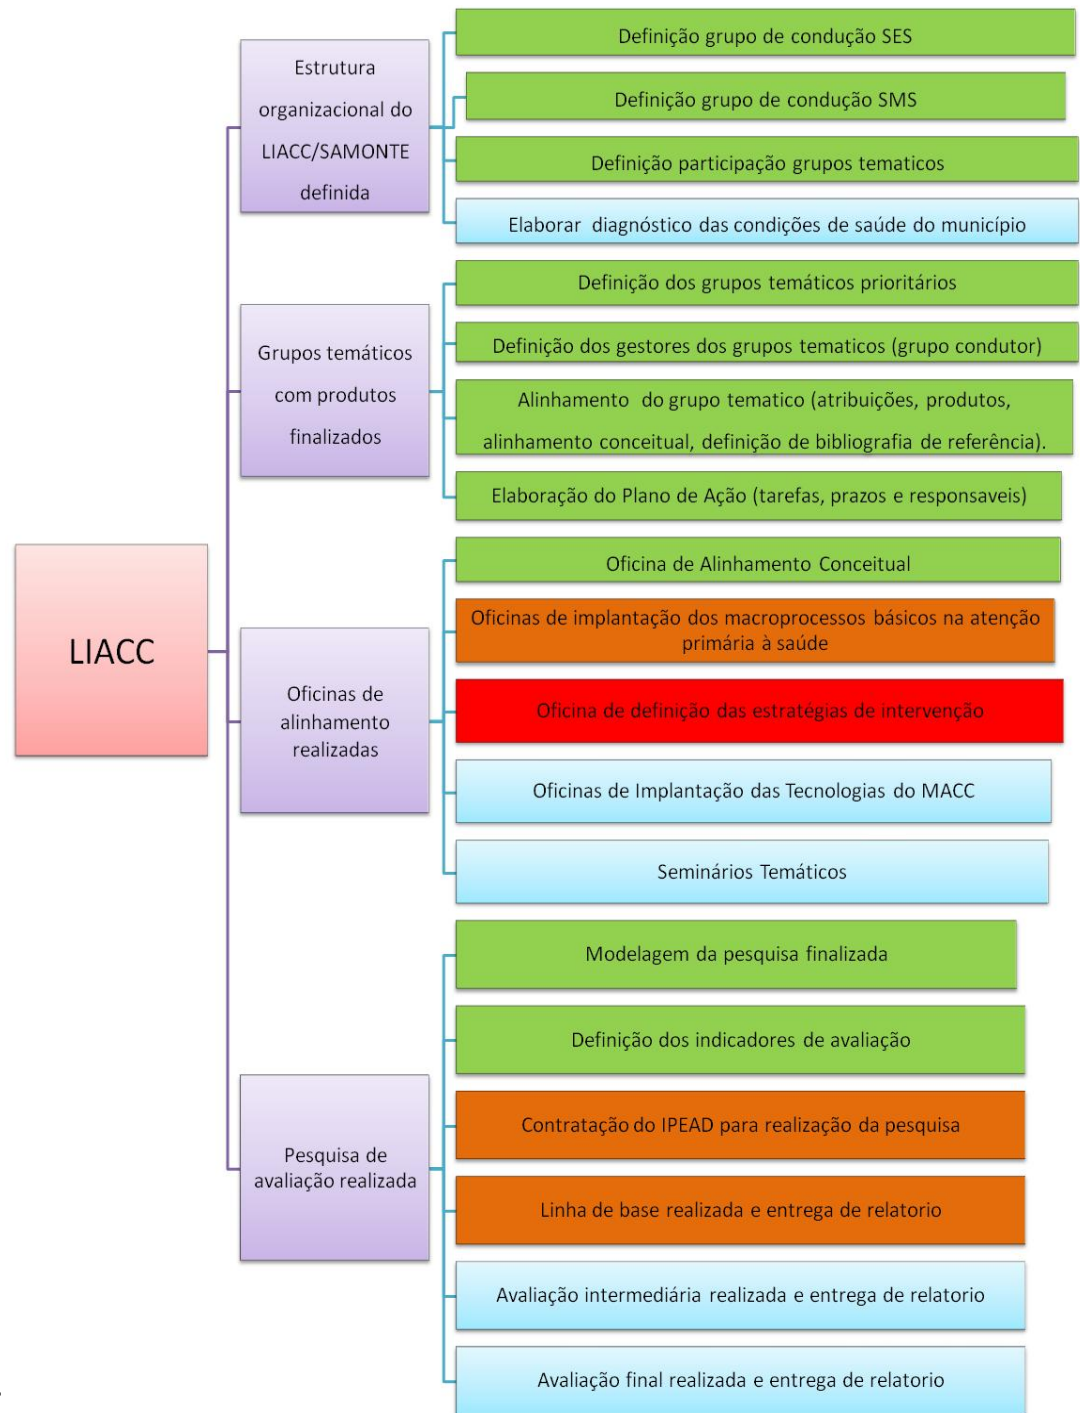 LIACC
Estrutura
organizacional do
LIACC/SAMONTE
definida
Definição grupo de condução SES
Definição grupo de condução SMS
Definição participação grupos tematicos
Elaborar diagnóstico das condições de saúde do município
Grupos temáticos
com produtos
finalizados
Definição dos grupos temáticos prioritários
Definição dos gestores dos grupos tematicos (grupo condutor)
Alinhamento do grupo tematico (atribuições, produtos,
alinhamento conceitual, definição de bibliografia de referência).
Elaboração do Plano de Ação (tarefas, prazos e responsaveis)
Oficinas de
alinhamento
realizadas
Oficina de Alinhamento Conceitual
Oficinas de implantação dos macroprocessos básicos na atenção
primária à saúde
Oficina de definição das estratégias de intervenção
Oficinas de Implantação das Tecnologias do MACC
Seminários Temáticos
Pesquisa de
avaliação realizada
Modelagem da pesquisa finalizada
Definição dos indicadores de avaliação
Contratação do IPEAD para realização da pesquisa
Linha de base realizada e entrega de relatorio
Avaliação intermediária realizada e entrega de relatorio
Avaliação final realizada e entrega de relatorio